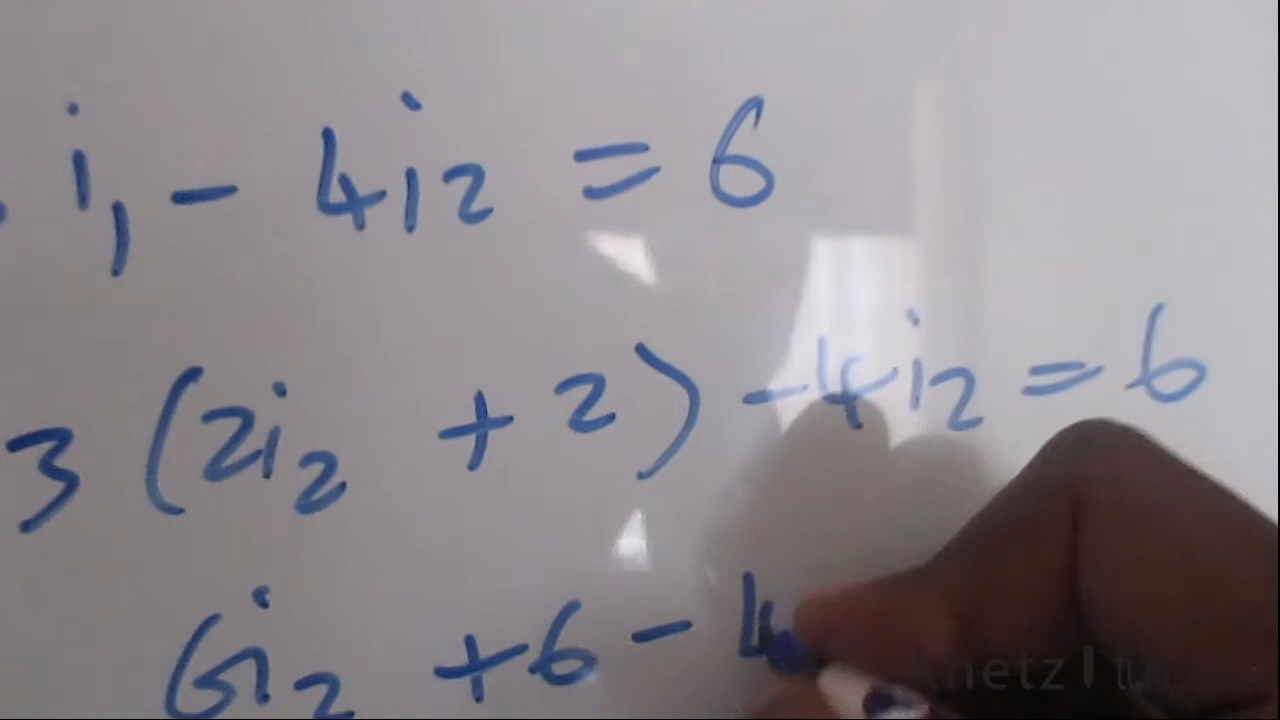 i₁ - 4i₂ = 6
3 (2i₂ + 2) - 4i₂ = 6
6i₂ + 6 - 4